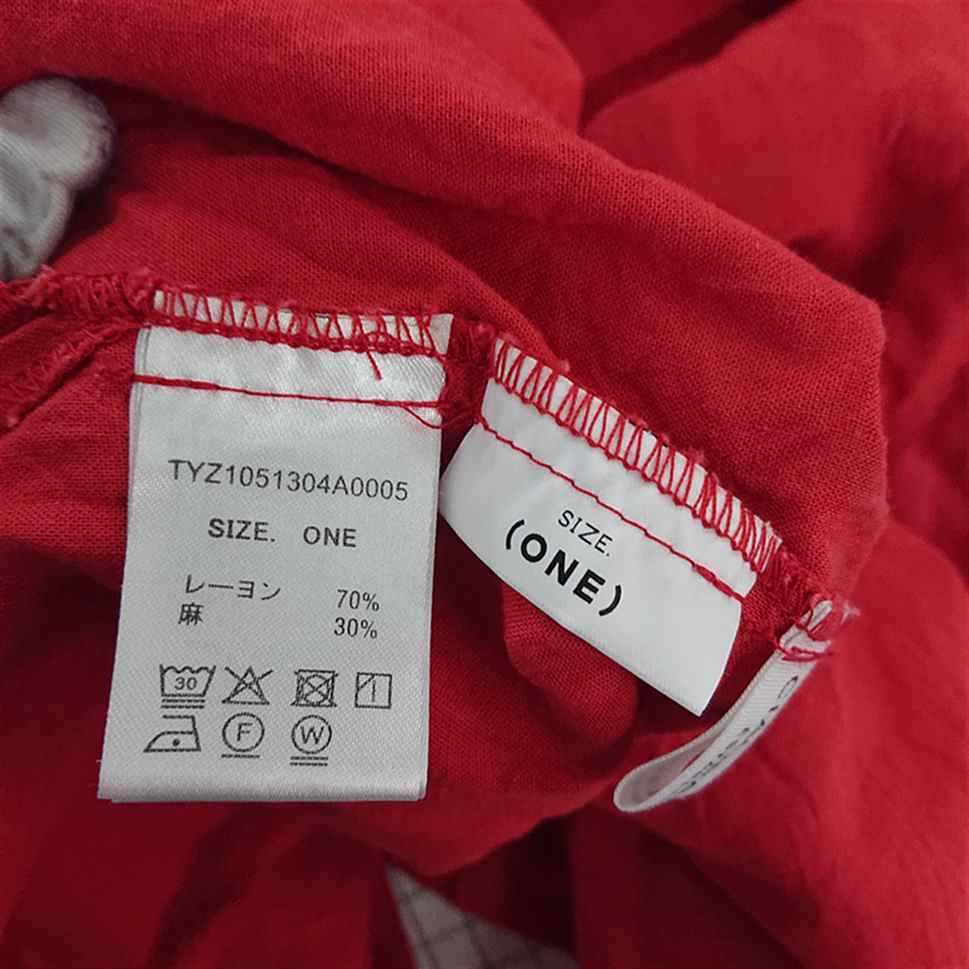 TYZ1051304A0005
SIZE. ONE
レーヨン 70%
麻 30%
30
F
W
SIZE.
(ONE)